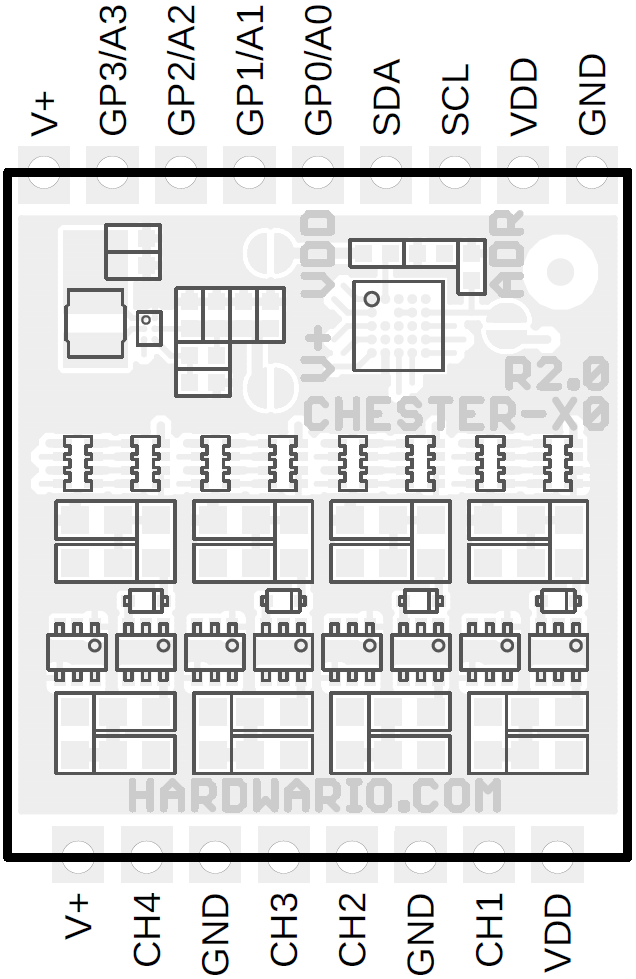 V+
GP3/A3
GP2/A2
GP1/A1
GP0/A0
SDA
SCL
VDD
GND
VDD
ADR
V+
R2.0
CHESTER-X0
HARDWARIO.COM
V+
CH4
GND
CH3
CH2
GND
CH1
VDD